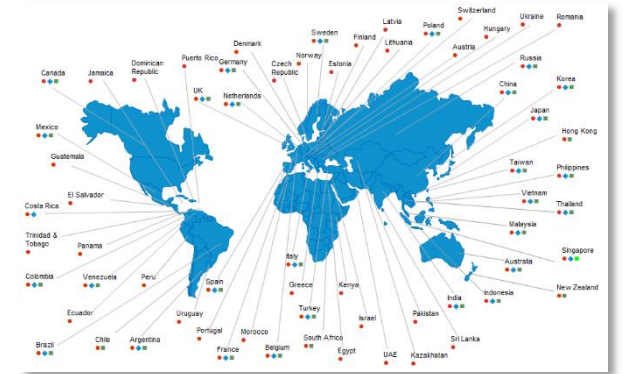 Switzerland
Ukraine
Romania
Latvia
Poland
Hungary
Sweden
Finland
Lithuania
Denmark
Norway
Austria
Puerto Rico
Germany
Czech
Republic
Estonia
Russia
Dominican
Republic
Canada
Jamaica
China
Korea
UK
Netherlands
Japan
Mexico
Hong Kong
Guatemala
Taiwan
Philippines
El Salvador
Vietnam
Costa Rica
Thailand
Malaysia
Trinidad &
Tobago
Panama
Singapore
Italy
Australia
Colombia
Venezuela
Peru
Spain
Greece
Kenya
India
Indonesia
New Zealand
Ecuador
Uruguay
Turkey
Israel
Pakistan
Portugal
Morocco
South Africa
Sri Lanka
Brazil
Chile
Argentina
France
Belgium
Egypt
UAE
Kazakhstan